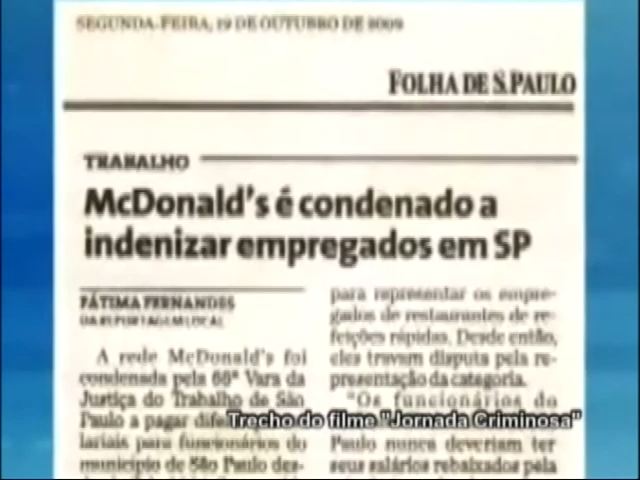 SEGUNDA-FEIRA, 19 DE OUTUBRO DE 2009
FOLHA DE S.PAULO
TRABALHO
McDonald's é condenado a
indenizar empregados em SP
FÁTIMA FERNANDES
DA REPORTAGEM LOCAL
A rede McDonald's foi
condenada pela 66ª Vara da
Justiça do Trabalho de São
Paulo a pagar
lariais para funcionários do
município de São Paulo des-
para representar os empre-
gados de restaurantes de re-
feições rápidas. Desde então,
eles travam disputa pela re-
presentação da categoria.
"Os funcionários do
Paulo nunca deveriam ter
seus salários rebaixados pela
Trecho do filme "Jornada Criminosa"